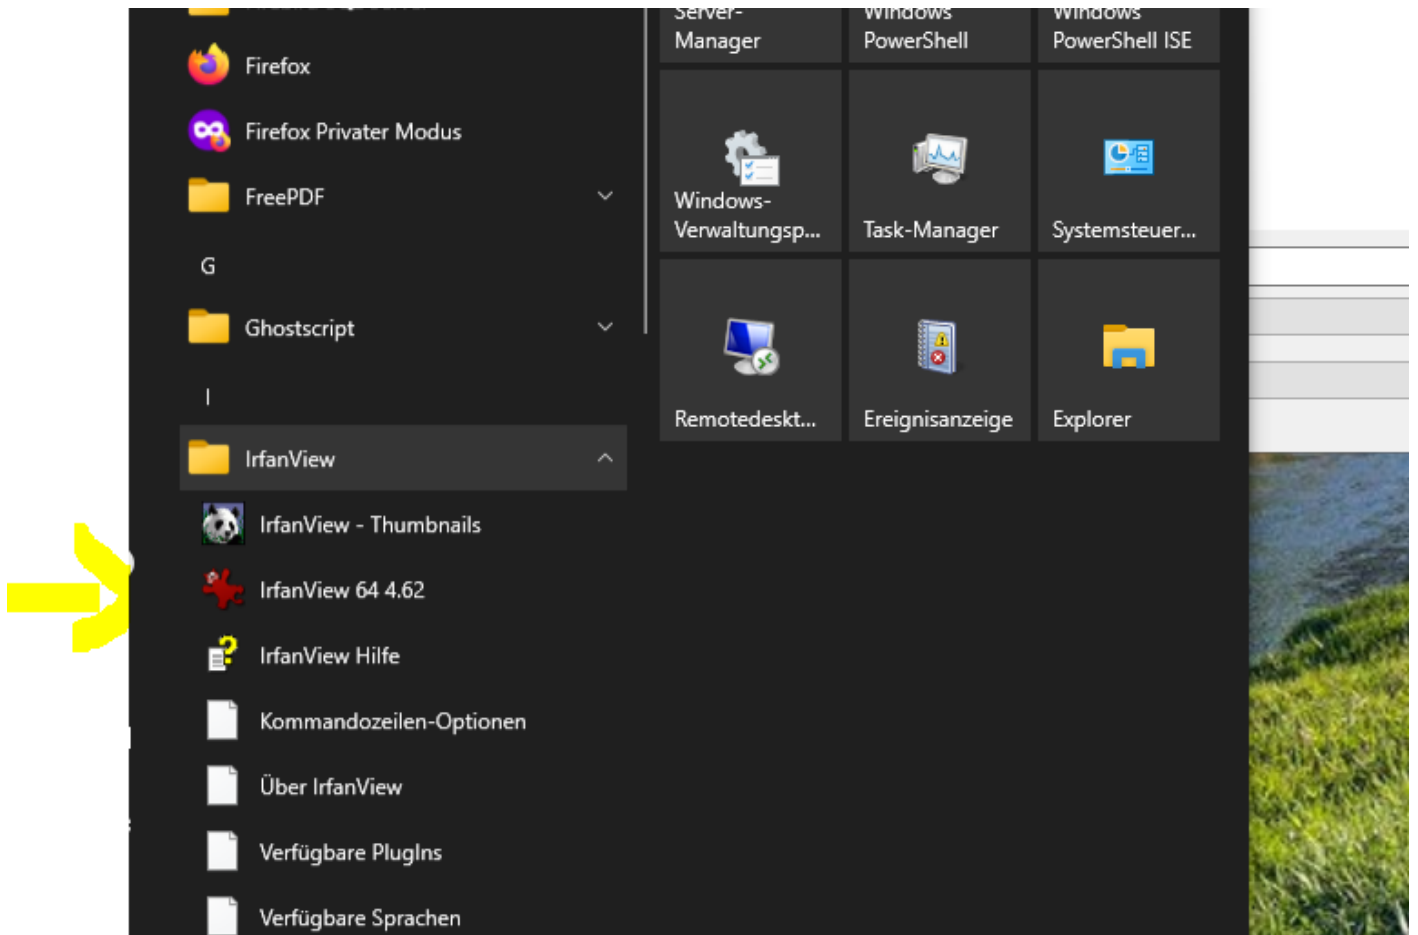 Firefox
Firefox Privater Modus
FreePDF
G
Ghostscript
I
IrfanView
IrfanView - Thumbnails
IrfanView 64 4.62
IrfanView Hilfe
Kommandozeilen-Optionen
Über IrfanView
Verfügbare PlugIns
Verfügbare Sprachen
Server-
Manager
Windows
PowerShell
Windows
PowerShell ISE
Windows-
Verwaltungsp...
Task-Manager
Systemsteuer...
Remotedeskt...
Ereignisanzeige
Explorer